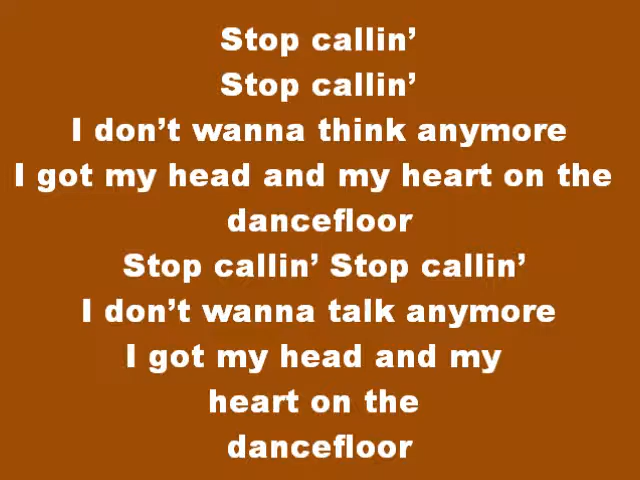 Stop callin’
Stop callin’
I don’t wanna think anymore
I got my head and my heart on the
dancefloor
Stop callin’ Stop callin’
I don’t wanna talk anymore
I got my head and my
heart on the
dancefloor